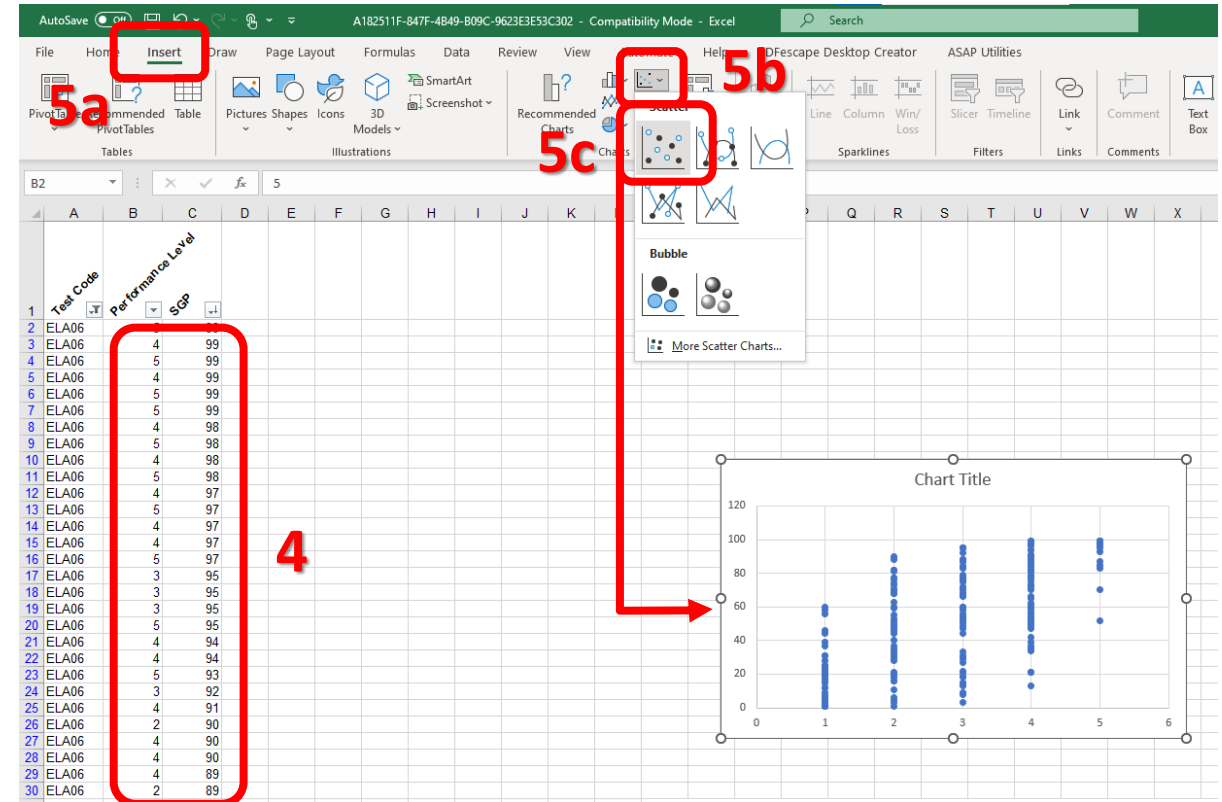 AutoSave Off A182511F-847F-4B49-B09C-9623E3E53C302 - Compatibility Mode - Excel Search
File Home Insert Draw Page Layout Formulas Data Review View Automate Help PDFescape Desktop Creator ASAP Utilities
5a
5b
5c
PivotTable Recommended PivotTables Table
Tables
Pictures Shapes Icons 3D Models SmartArt Screenshot
Illustrations
Recommended Charts
Charts
Line Column Win/Loss
Sparklines
Slicer Timeline
Filters
Link
Links
Comment
Comments
Text Box
Scatter
Bubble
More Scatter Charts...
B2 fx 5
A B C D E F G H I J K Q R S T U V W X
1 Test Code Performance Level SGP
2 ELA06
3 ELA06 4 99
4 ELA06 5 99
5 ELA06 4 99
6 ELA06 5 99
7 ELA06 5 99
8 ELA06 4 98
9 ELA06 5 98
10 ELA06 4 98
11 ELA06 5 98
12 ELA06 4 97
13 ELA06 5 97
14 ELA06 4 97
15 ELA06 4 97
16 ELA06 5 97
17 ELA06 3 95
18 ELA06 3 95
19 ELA06 3 95
20 ELA06 5 95
21 ELA06 4 94
22 ELA06 4 94
23 ELA06 5 93
24 ELA06 3 92
25 ELA06 4 91
26 ELA06 2 90
27 ELA06 4 90
28 ELA06 4 90
29 ELA06 4 89
30 ELA06 2 89
4
Chart Title
120
100
80
60
40
20
0
0 1 2 3 4 5 6